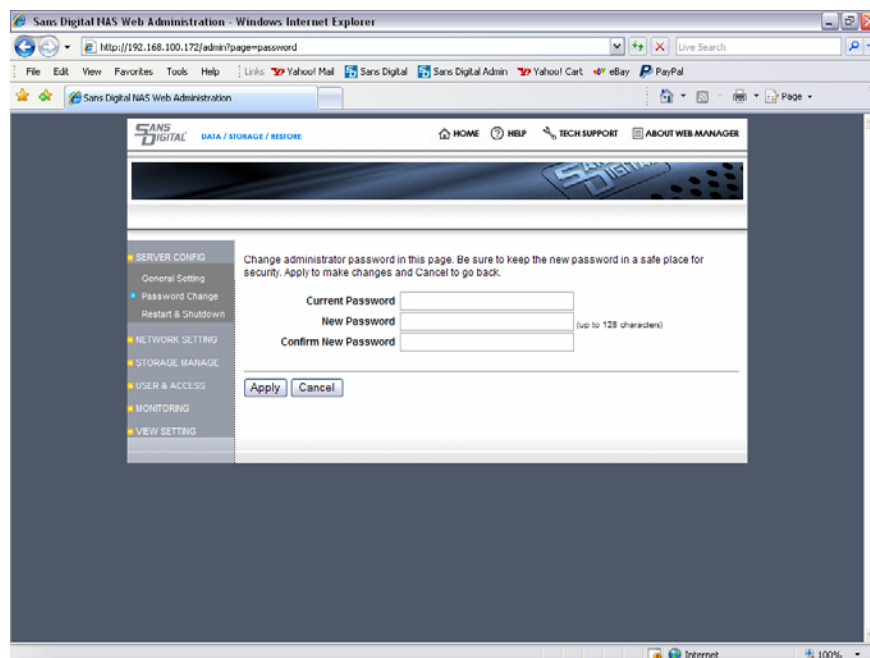 Sans Digital NAS Web Administration - Windows Internet Explorer
http://192.168.100.172/admin?page=password
Live Search
File Edit View Favorites Tools Help Links Yahoo! Mail Sans Digital Sans Digital Admin Yahoo! Cart eBay PayPal
Sans Digital NAS Web Administration
Page
SANS DIGITAL DATA / STORAGE / RESTORE HOME HELP TECH SUPPORT ABOUT WEB MANAGER
SANS DIGITAL
SERVER CONFIG
General Setting
Password Change
Restart & Shutdown
NETWORK SETTING
STORAGE MANAGE
USER & ACCESS
MONITORING
VIEW SETTING
Change administrator password in this page. Be sure to keep the new password in a safe place for
security. Apply to make changes and Cancel to go back.
Current Password
New Password (up to 128 characters)
Confirm New Password
Apply Cancel
Internet 100%